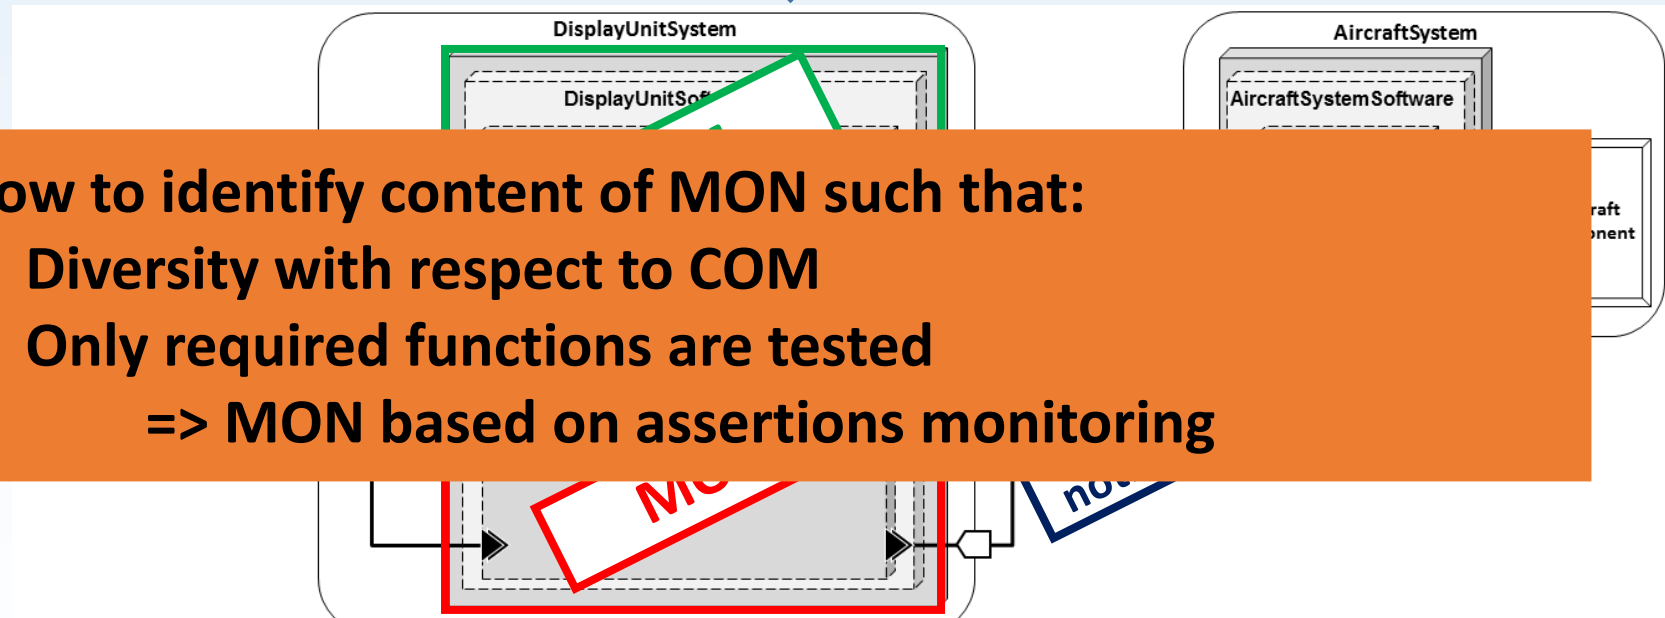 DisplayUnitSystem
AircraftSystem
AircraftSystemSoftware
to identify content of MON such that:
Diversity with respect to COM
Only required functions are tested
=> MON based on assertions monitoring